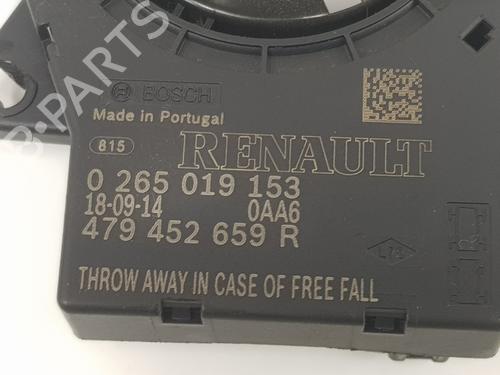 BOSCH
Made in Portugal
815
RENAULT
0 265 019 153
18-09-14 0AA6
479 452 659 R
THROW AWAY IN CASE OF FREE FALL
B-PARTS